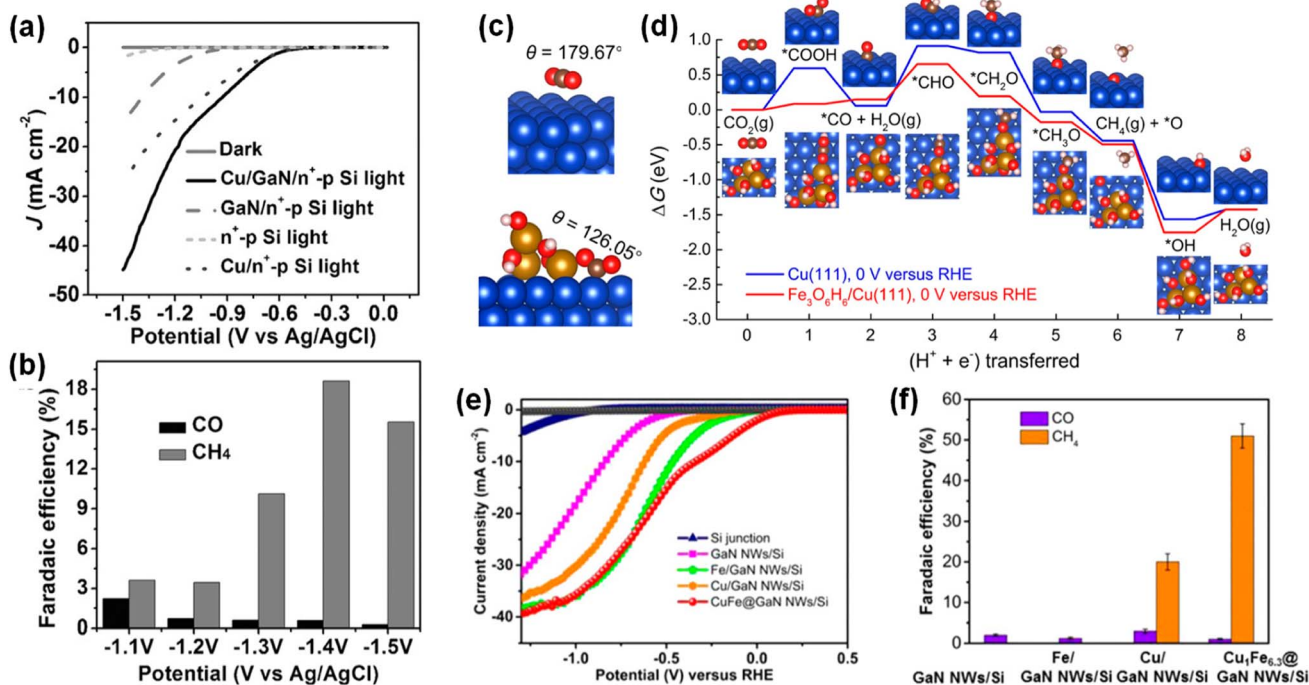 (a)
0
-10
-20
-30
-40
-50
J (mA cm⁻²)
Dark
Cu/GaN/n⁺-p Si light
GaN/n⁺-p Si light
n⁺-p Si light
Cu/n⁺-p Si light
-1.5 -1.2 -0.9 -0.6 -0.3 0.0
Potential (V vs Ag/AgCl)
(b)
18
15
12
9
6
3
0
Faradaic efficiency (%)
CO
CH₄
-1.1V -1.2V -1.3V -1.4V -1.5V
Potential (V vs Ag/AgCl)
(c)
θ = 179.67°
θ = 126.05°
(d)
1.0
0.5
0.0
-0.5
-1.0
-1.5
-2.0
-2.5
-3.0
ΔG (eV)
*COOH
*CHO
*CH₂O
CO₂(g)
*CO + H₂O(g)
*CH₃O
CH₄(g) + *O
*OH
H₂O(g)
Cu(111), 0 V versus RHE
Fe₃O₆H₆/Cu(111), 0 V versus RHE
0 1 2 3 4 5 6 7 8
(H⁺ + e⁻) transferred
(e)
0
-10
-20
-30
-40
Current density (mA cm⁻²)
Si junction
GaN NWs/Si
Fe/GaN NWs/Si
Cu/GaN NWs/Si
CuFe@GaN NWs/Si
-1.0 -0.5 0.0 0.5
Potential (V) versus RHE
(f)
60
50
40
30
20
10
0
Faradaic efficiency (%)
CO
CH₄
GaN NWs/Si
Fe/
GaN NWs/Si
Cu/
GaN NWs/Si
Cu₁Fe₆.₃@
GaN NWs/Si